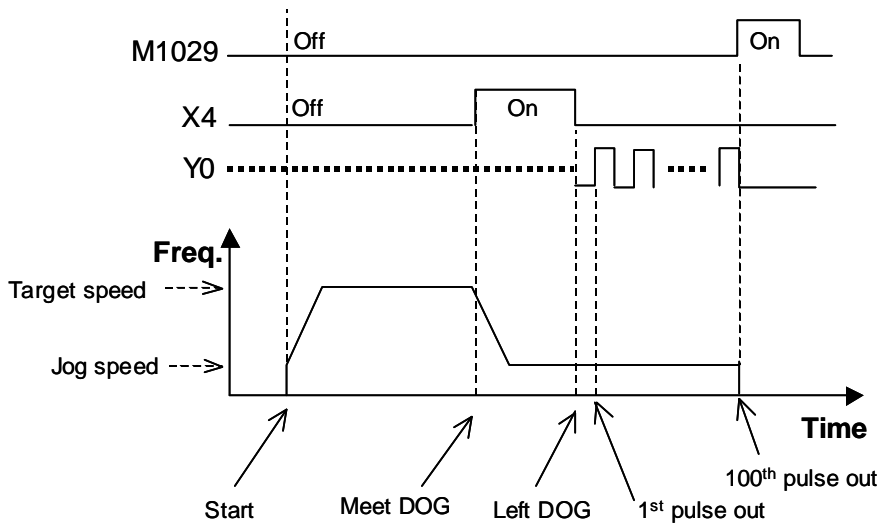 M1029 Off On
X4 Off On
Y0
Freq.
Target speed
Jog speed
Time
Start Meet DOG Left DOG 1st pulse out 100th pulse out